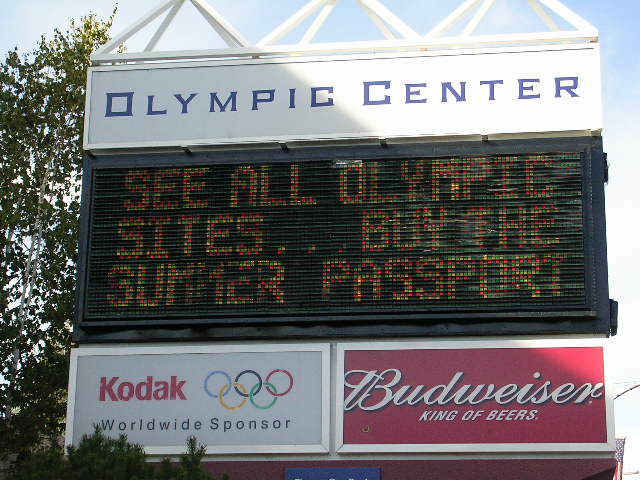 OLYMPIC CENTER
SEE ALL OLYMPIC
SITES...BUY THE
SUMMER PASSPORT
Kodak
Worldwide Sponsor
Budweiser
KING OF BEERS.